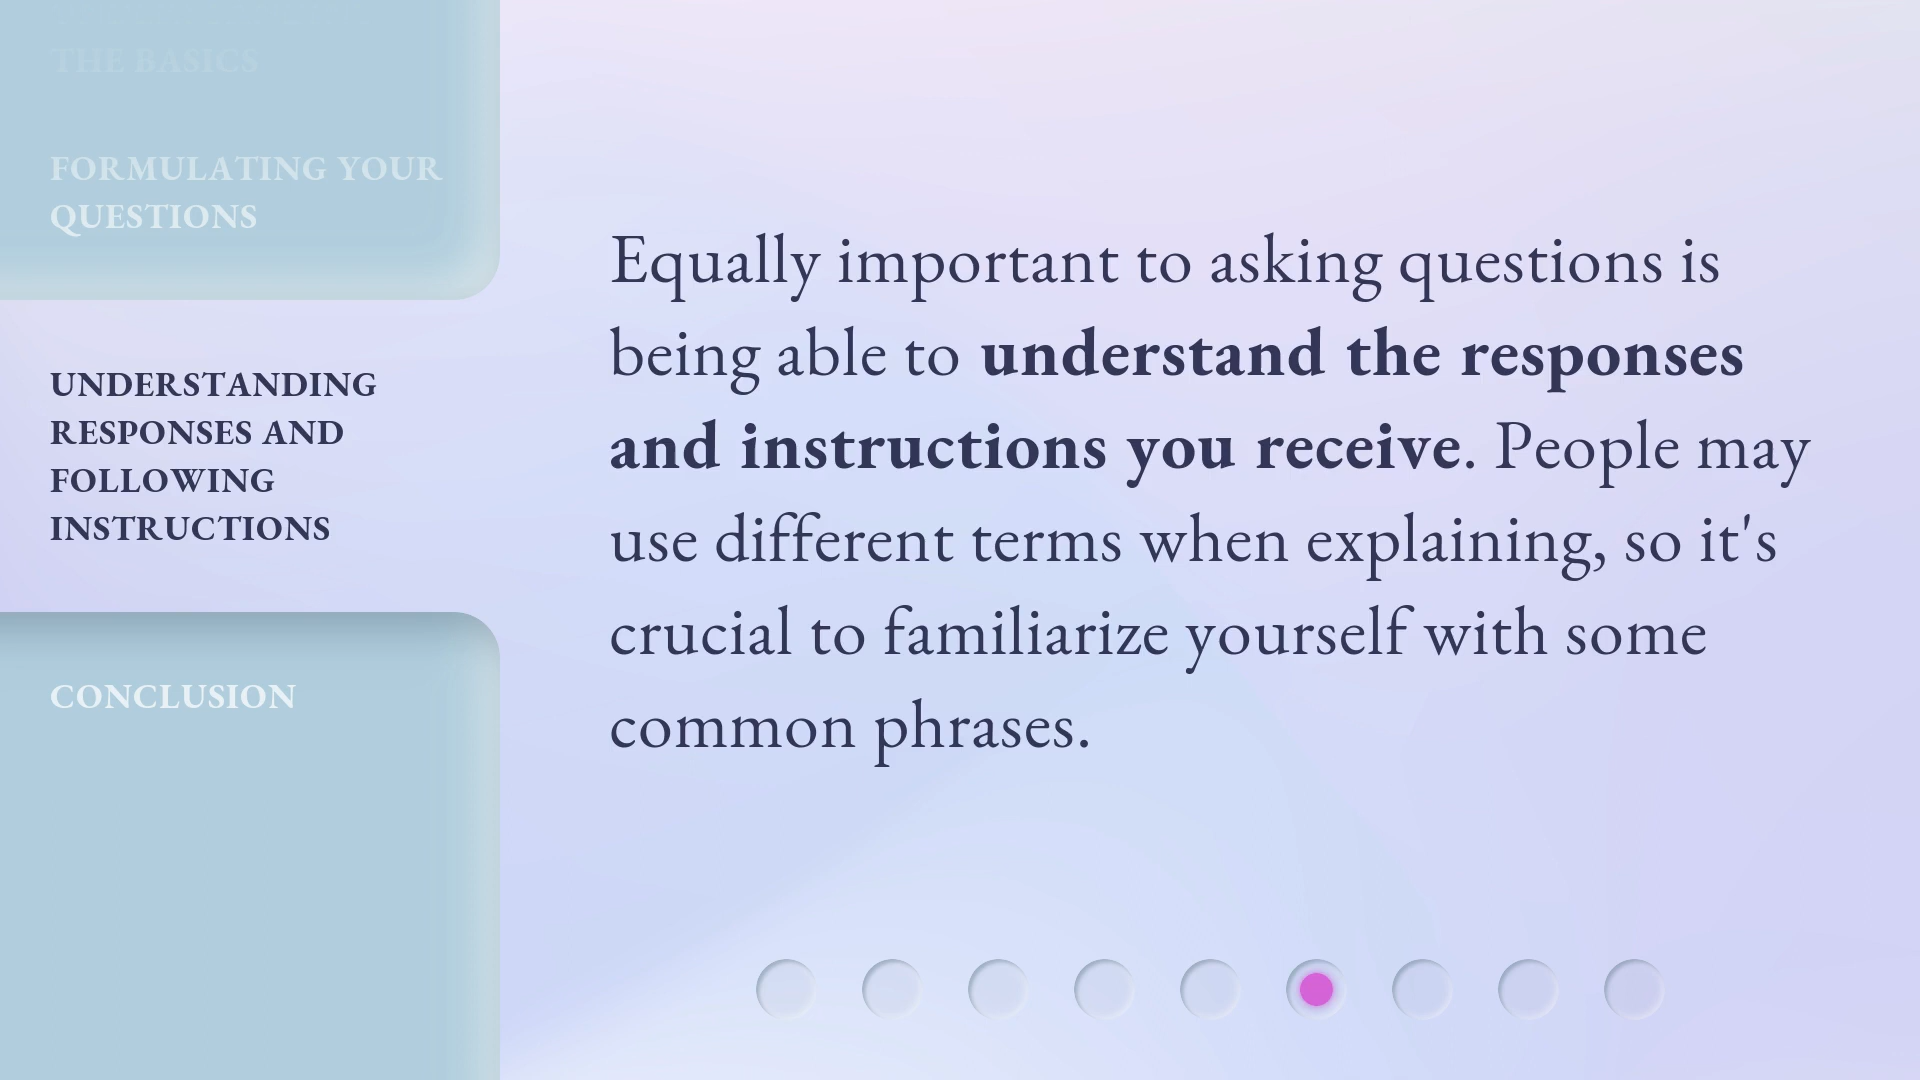 THE BASICS
FORMULATING YOUR
QUESTIONS
UNDERSTANDING
RESPONSES AND
FOLLOWING
INSTRUCTIONS
CONCLUSION
Equally important to asking questions is
being able to understand the responses
and instructions you receive. People may
use different terms when explaining, so it's
crucial to familiarize yourself with some
common phrases.